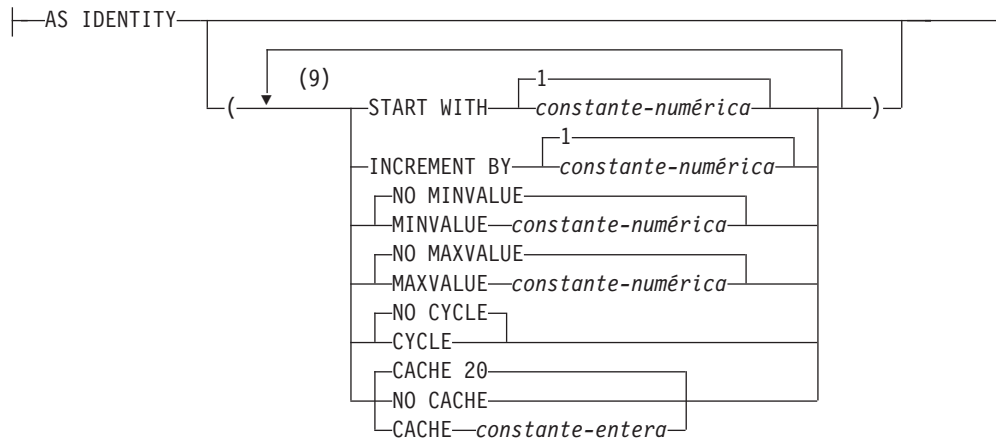 AS IDENTITY
(9)
1
( START WITH constante-numérica )
1
INCREMENT BY constante-numérica
NO MINVALUE
MINVALUE constante-numérica
NO MAXVALUE
MAXVALUE constante-numérica
NO CYCLE
CYCLE
CACHE 20
NO CACHE
CACHE constante-entera